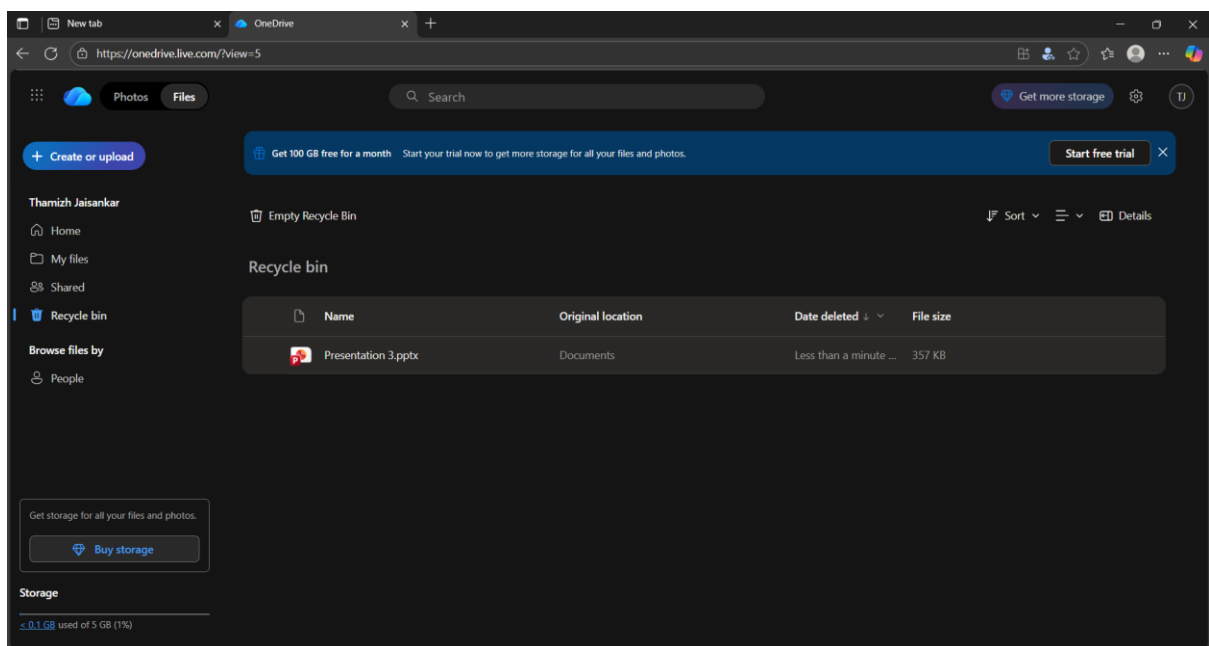 New tab
OneDrive
https://onedrive.live.com/?view=5
Photos
Files
Search
Get more storage
TJ
Create or upload
Get 100 GB free for a month Start your trial now to get more storage for all your files and photos.
Start free trial
Thamizh Jaisankar
Home
My files
Shared
Recycle bin
Browse files by
People
Empty Recycle Bin
Sort
Details
Recycle bin
Name Original location Date deleted File size
Presentation 3.pptx Documents Less than a minute ... 357 KB
Get storage for all your files and photos.
Buy storage
Storage
< 0.1 GB used of 5 GB (1%)